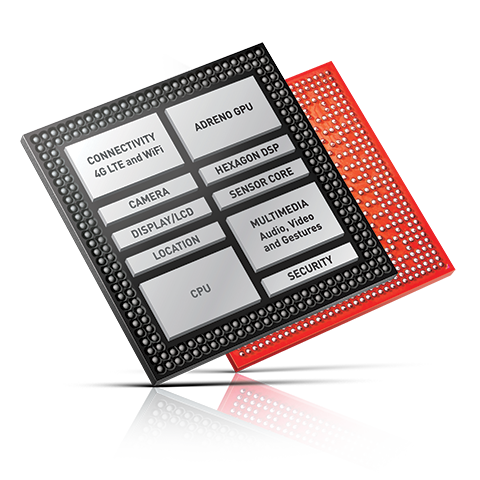 CONNECTIVITY
4G LTE and WiFi
CAMERA
DISPLAY/LCD
LOCATION
CPU
ADRENO GPU
HEXAGON DSP
SENSOR CORE
MULTIMEDIA
Audio, Video
and Gestures
SECURITY